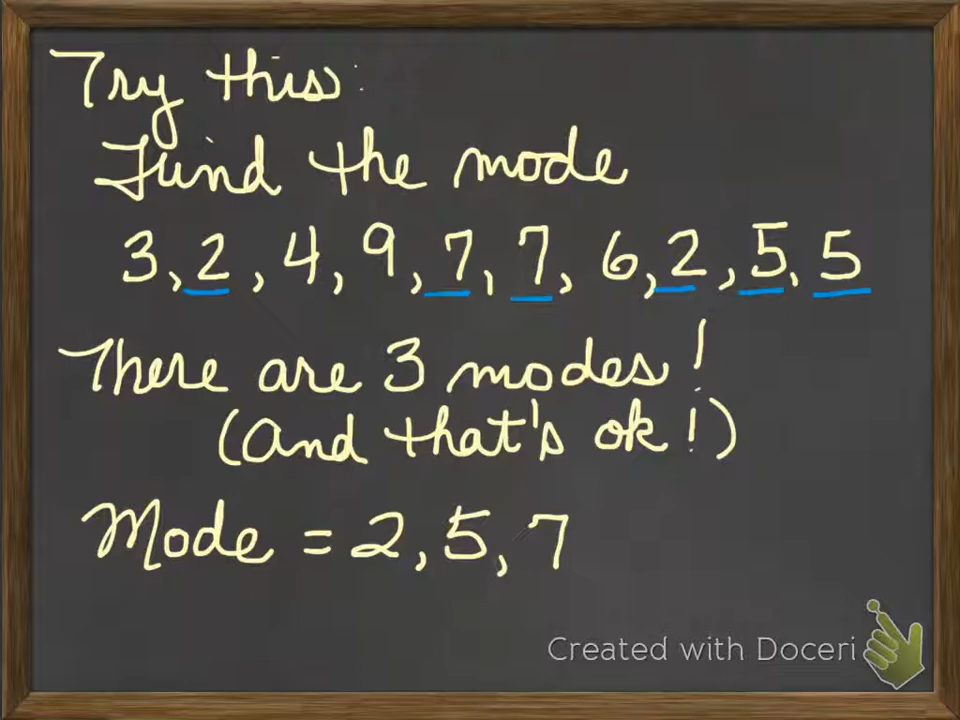 Try this:
Find the mode
3, 2, 4, 9, 7, 7, 6, 2, 5, 5
There are 3 modes!
(And that's ok!)
Mode = 2, 5, 7
Created with Doceri